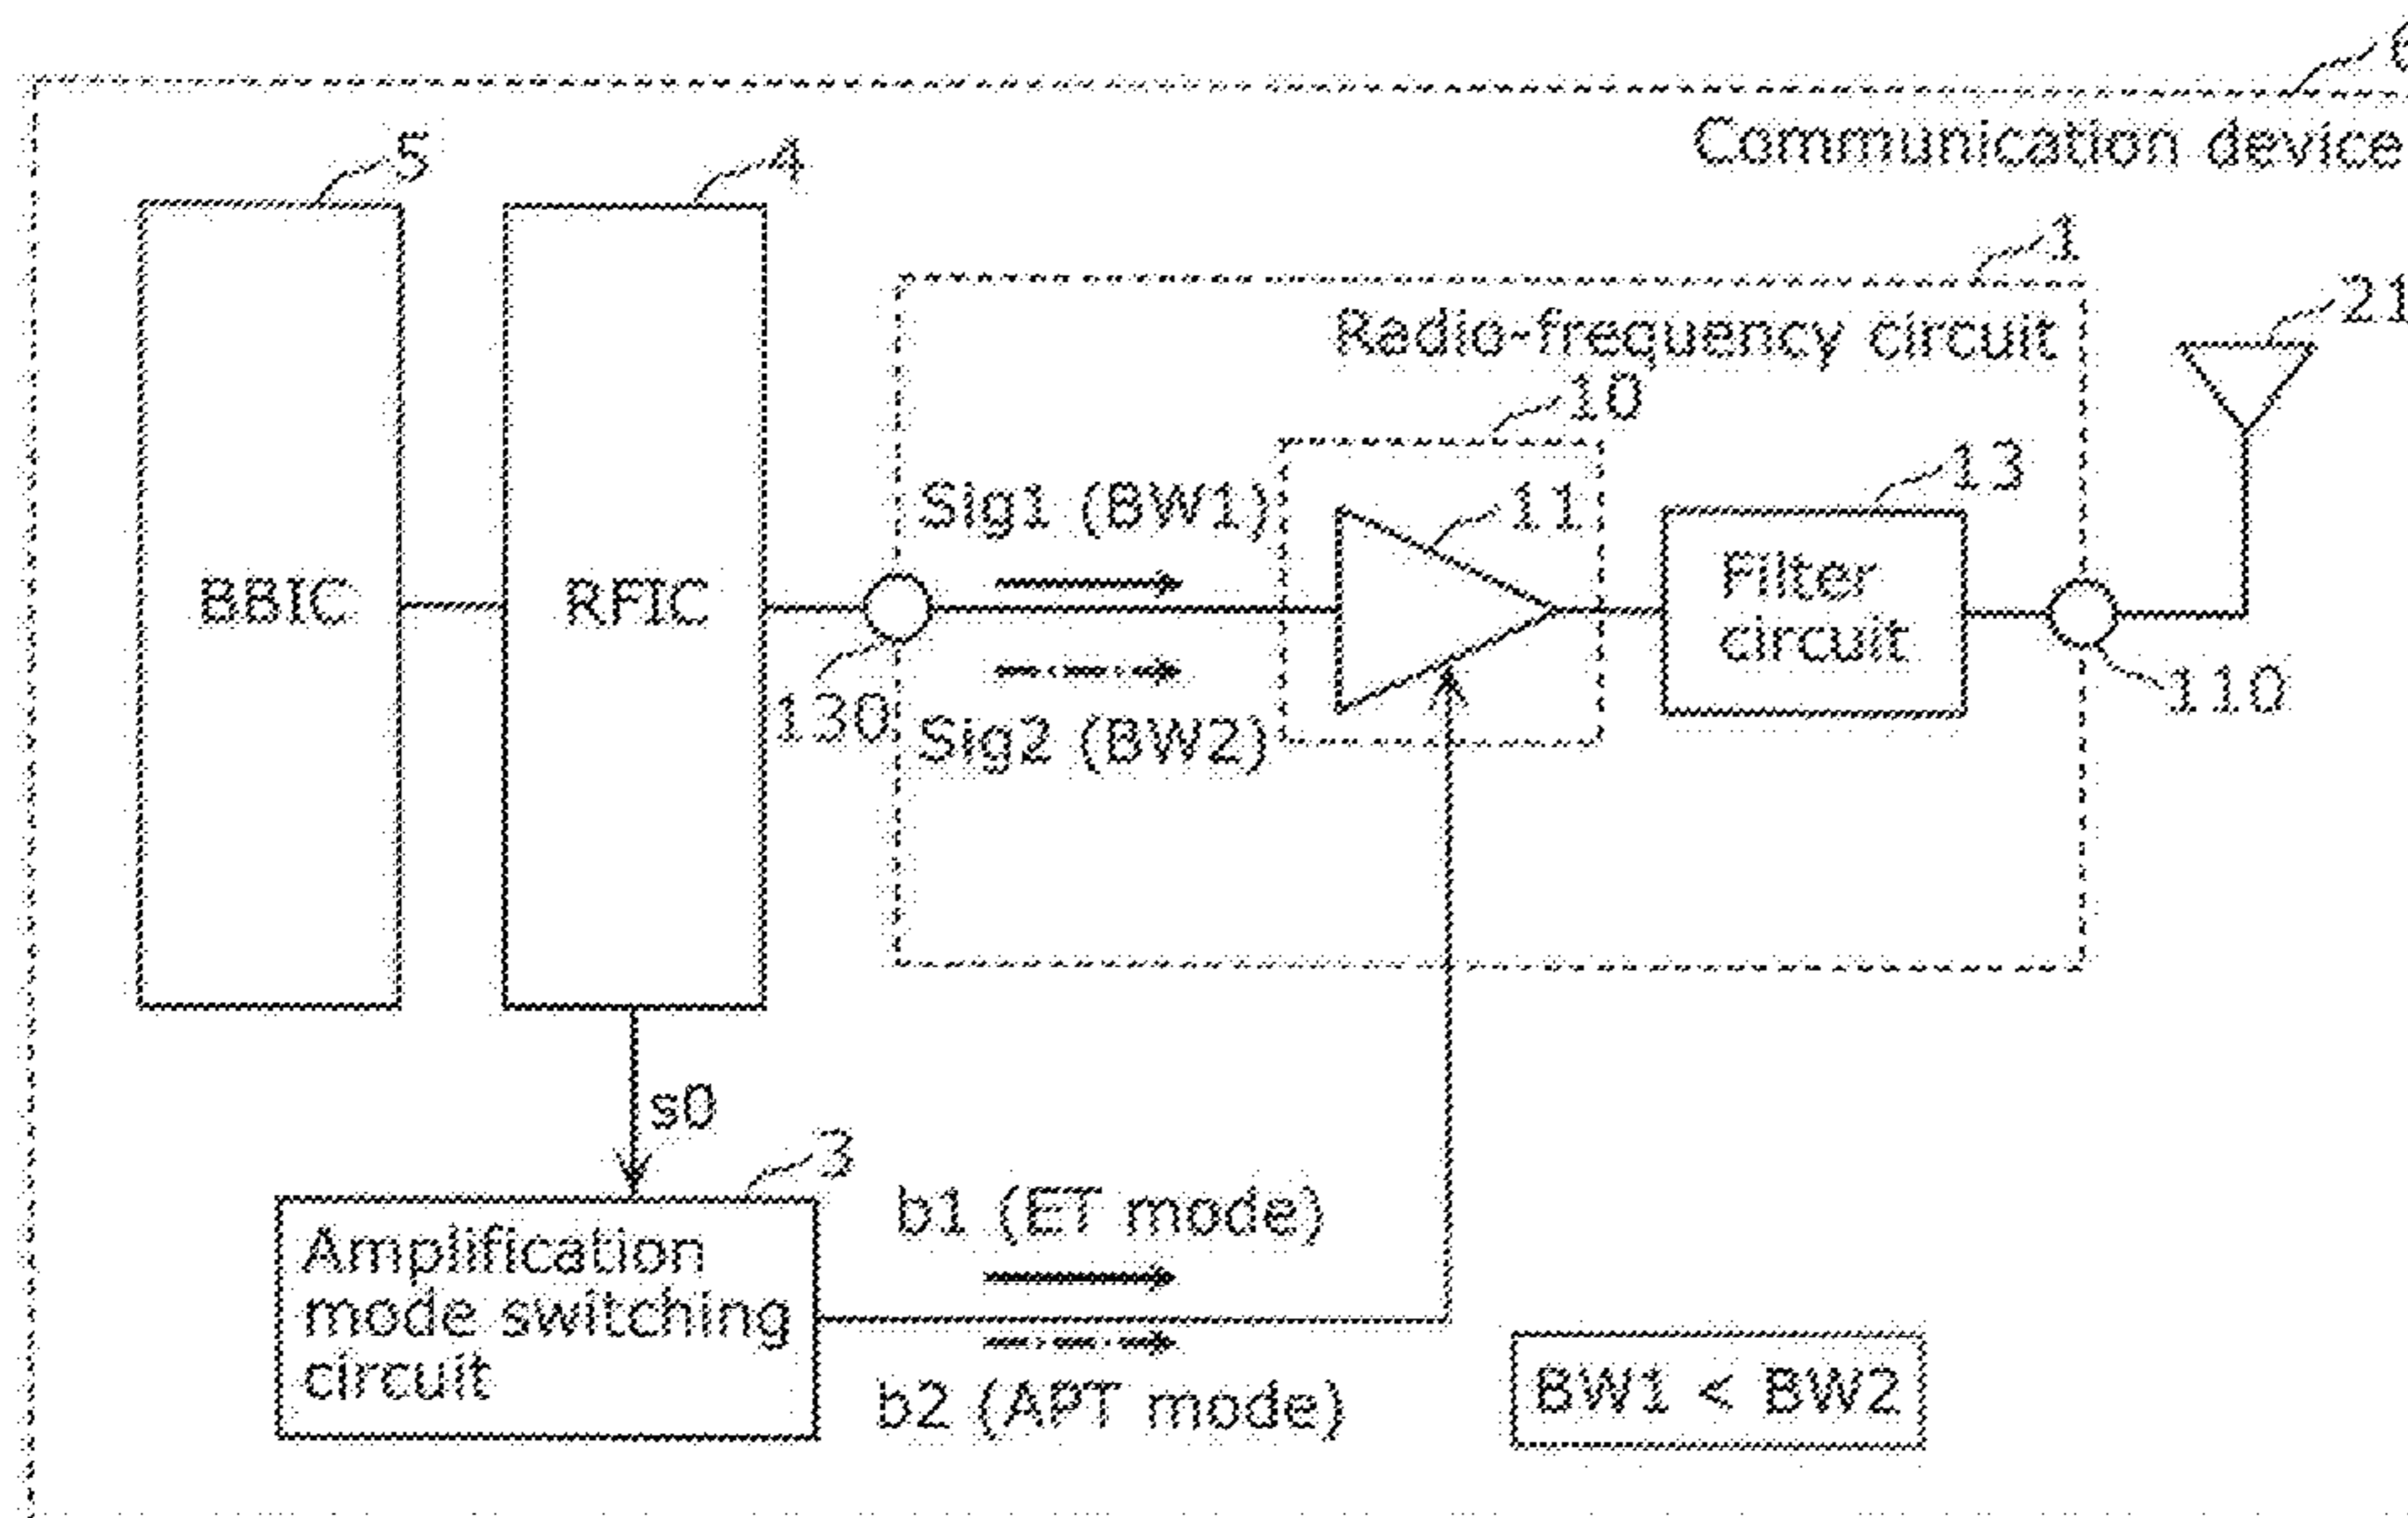 6
Communication device
5
4
1
Radio-frequency circuit
21
10
Sig1 (BW1)
11
13
BBIC
RFIC
Filter
circuit
130
Sig2 (BW2)
110
s0
3
Amplification
mode switching
circuit
b1 (ET mode)
b2 (APT mode)
BW1 < BW2